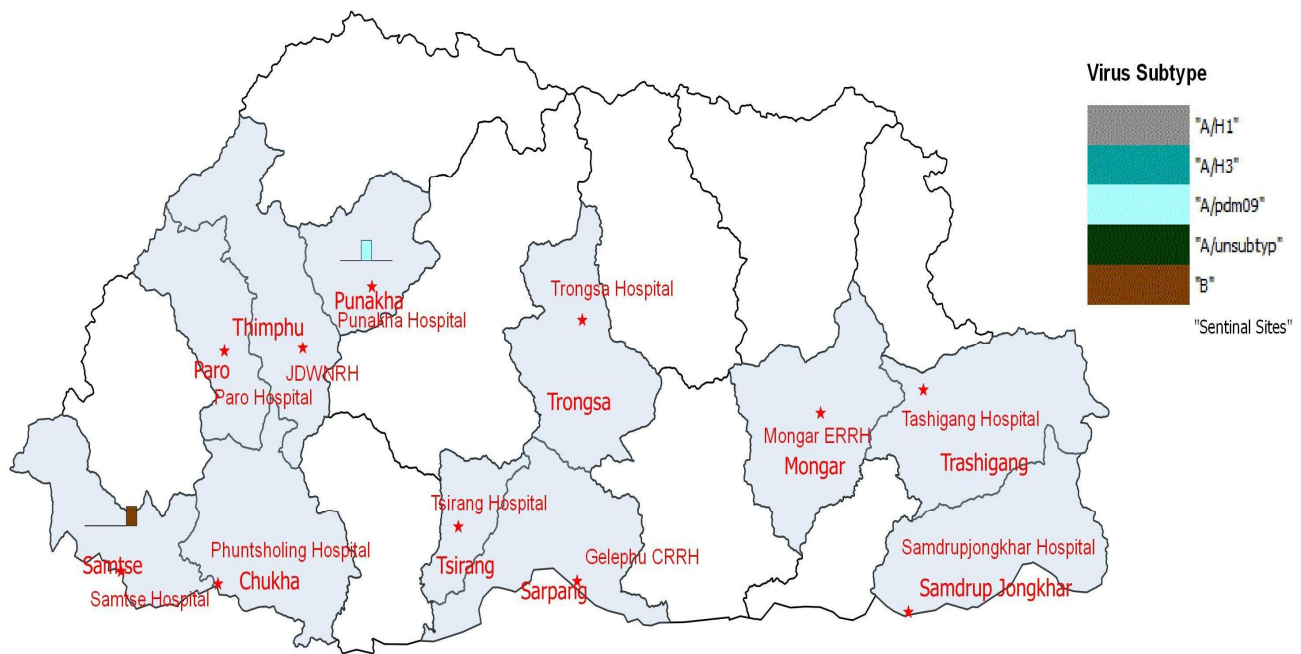 Virus Subtype
"A/H1"
"A/H3"
"A/pdm09"
"A/unsubtyp"
"B"
"Sentinal Sites"
Punakha
Punakha Hospital
Thimphu
JDWNRH
Paro
Paro Hospital
Trongsa Hospital
Trongsa
Mongar ERRH
Mongar
Tashigang Hospital
Trashigang
Tsirang Hospital
Tsirang
Gelephu CRRH
Sarpang
Phuntsholing Hospital
Chukha
Samtse
Samtse Hospital
Samdrupjongkhar Hospital
Samdrup Jongkhar